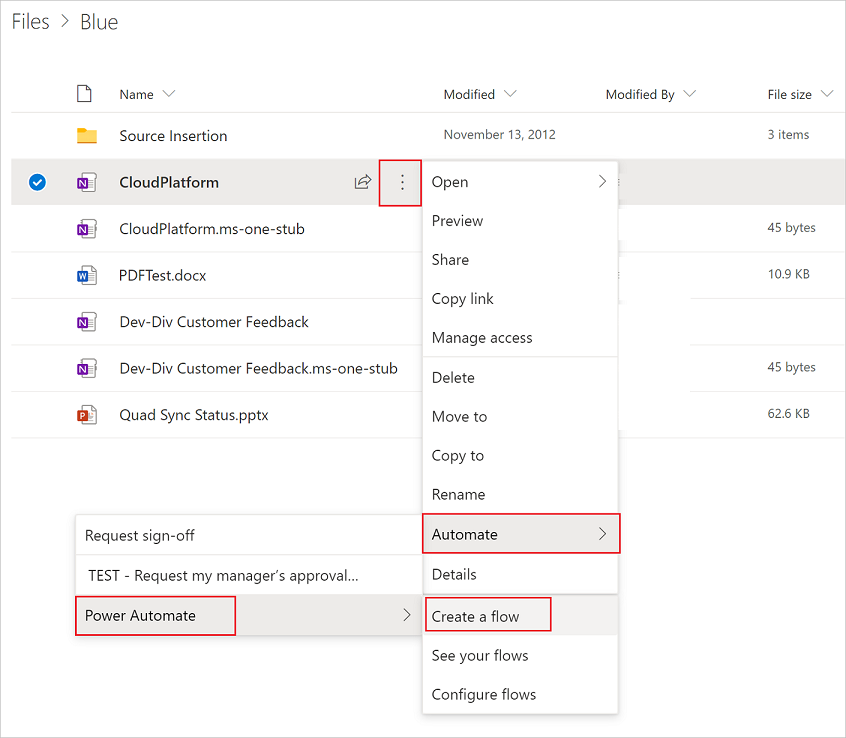 Files > Blue
Name Modified Modified By File size
Source Insertion November 13, 2012 3 items
CloudPlatform
CloudPlatform.ms-one-stub 45 bytes
PDFTest.docx 10.9 KB
Dev-Div Customer Feedback
Dev-Div Customer Feedback.ms-one-stub 45 bytes
Quad Sync Status.pptx 62.6 KB
Open
Preview
Share
Copy link
Manage access
Delete
Move to
Copy to
Rename
Automate
Details
Request sign-off
TEST - Request my manager’s approval...
Power Automate
Create a flow
See your flows
Configure flows